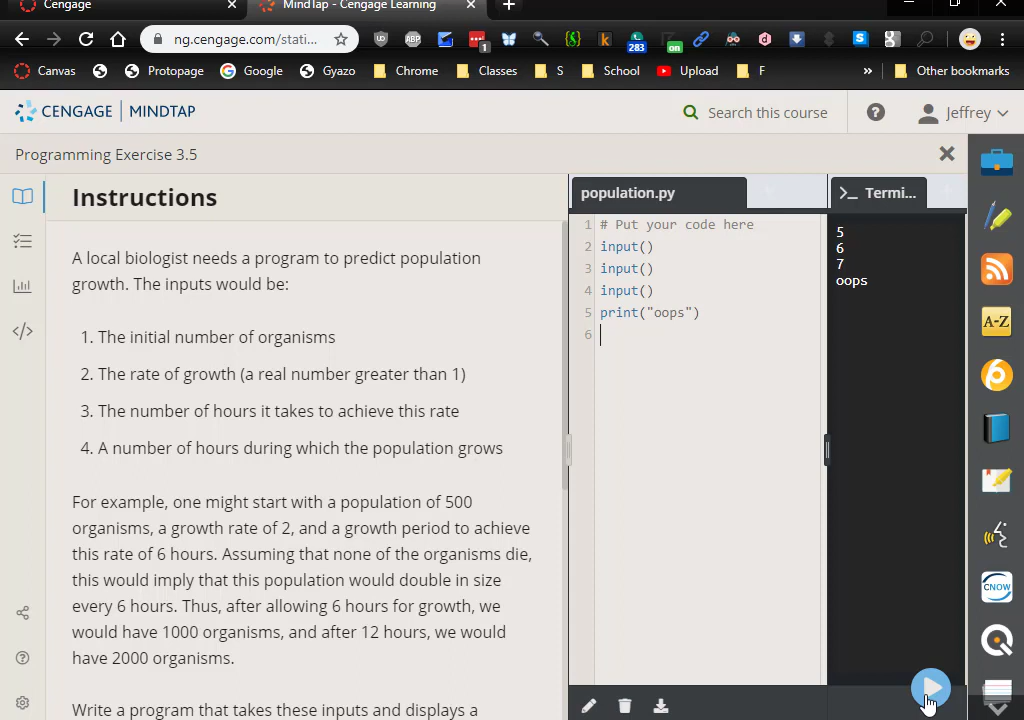 Cengage
MindTap - Cengage Learning
ng.cengage.com/stati...
UD
ABP
1
283
on
k
d
S
Canvas
Protopage
Google
Gyazo
Chrome
Classes
S
School
Upload
F
»
Other bookmarks
CENGAGE | MINDTAP
Search this course
?
Jeffrey
Programming Exercise 3.5
Instructions
A local biologist needs a program to predict population
growth. The inputs would be:
1. The initial number of organisms
2. The rate of growth (a real number greater than 1)
3. The number of hours it takes to achieve this rate
4. A number of hours during which the population grows
For example, one might start with a population of 500
organisms, a growth rate of 2, and a growth period to achieve
this rate of 6 hours. Assuming that none of the organisms die,
this would imply that this population would double in size
every 6 hours. Thus, after allowing 6 hours for growth, we
would have 1000 organisms, and after 12 hours, we would
have 2000 organisms.
Write a program that takes these inputs and displays a
population.py
1 # Put your code here
2 input()
3 input()
4 input()
5 print("oops")
6
>_ Termi...
5
6
7
oops
A-Z
CNOW